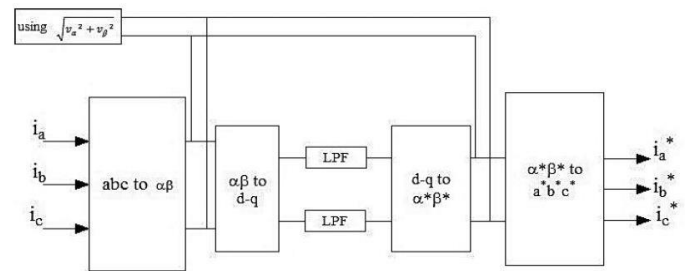 using √vα² + vβ²
ia
ib
ic
abc to αβ
αβ to
d-q
LPF
LPF
d-q to
α*β*
α*β* to
a*b*c*
ia*
ib*
ic*